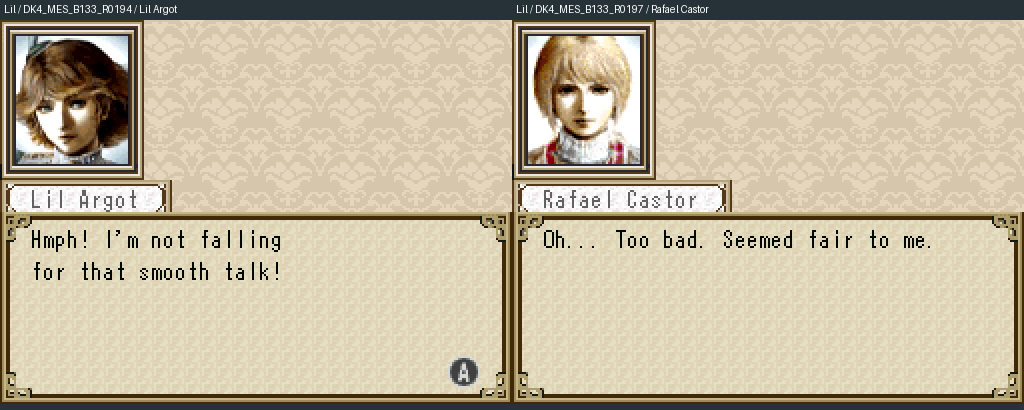 Lil / DK4_MES_B133_R0194 / Lil Argot
Lil Argot
Hmph! I'm not falling
for that smooth talk!
A
Lil / DK4_MES_B133_R0197 / Rafael Castor
Rafael Castor
Oh... Too bad. Seemed fair to me.